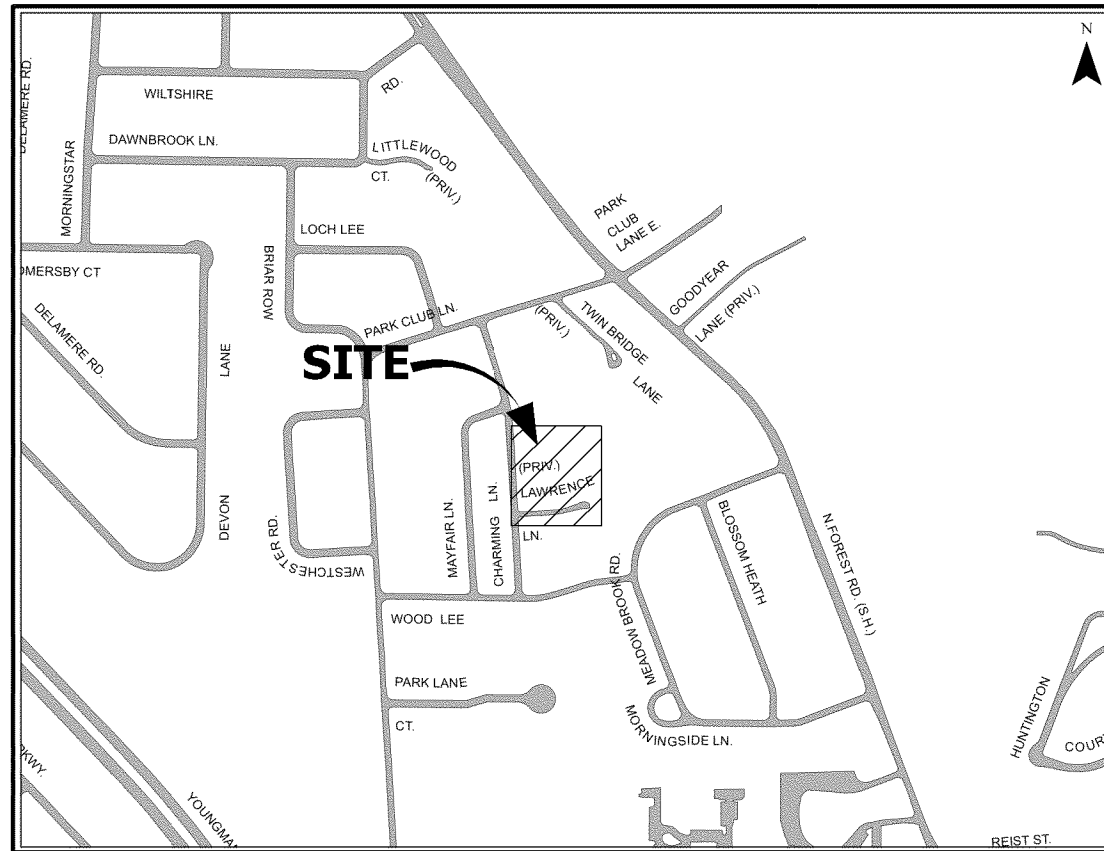 N
DELAMERE RD.
WILTSHIRE
RD.
DAWNBROOK LN.
MORNINGSTAR
LITTLEWOOD
CT.
(PRIV.)
PARK
CLUB
LANE E.
LOCH LEE
BRIAR ROW
OMERSBY CT
GOODYEAR
LANE (PRIV.)
DELAMERE RD.
PARK CLUB LN.
(PRIV.)
TWIN BRIDGE
LANE
LANE
SITE
DEVON
(PRIV.)
LAWRENCE
LN.
MAYFAIR LN.
CHARMING LN.
WESTCHESTER RD.
BLOSSOM HEATH
N.FOREST RD. (S.H.)
MEADOW BROOK RD.
WOOD LEE
PARK LANE
CT.
MORNINGSIDE LN.
HUNTINGTON
COUR
KWY.
YOUNGMA
REIST ST.